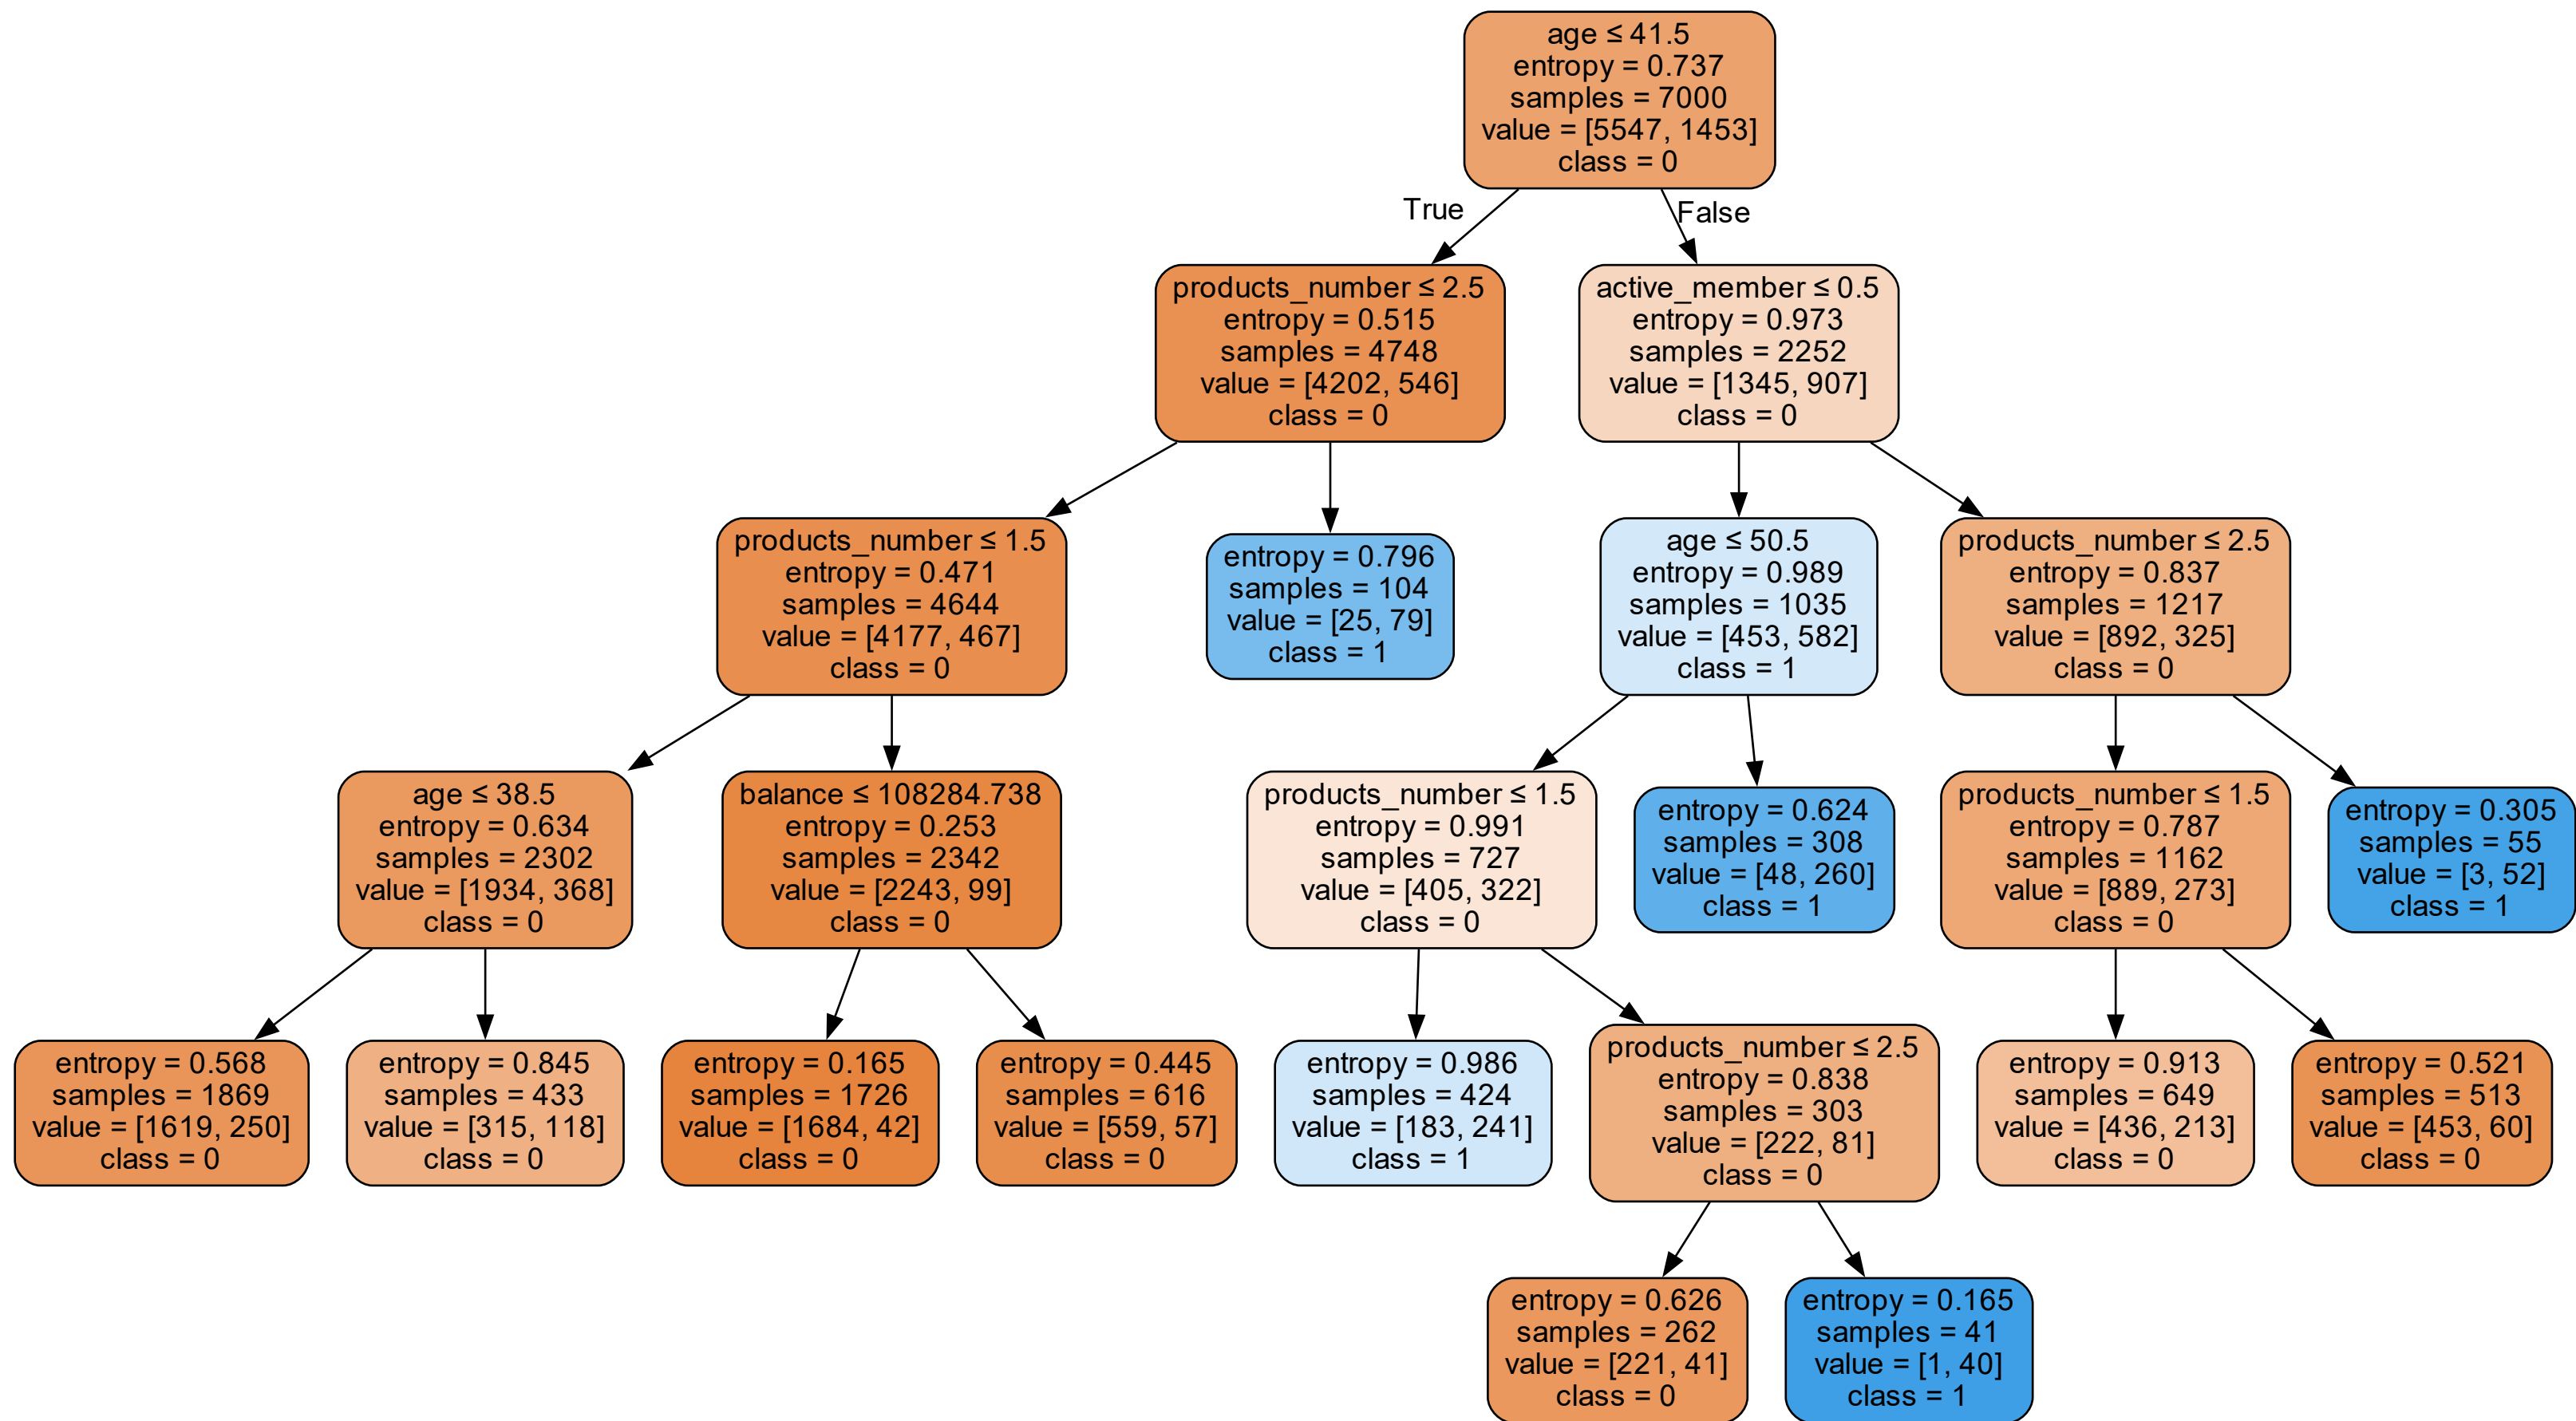 age ≤ 41.5
entropy = 0.737
samples = 7000
value = [5547, 1453]
class = 0
True
False
products_number ≤ 2.5
entropy = 0.515
samples = 4748
value = [4202, 546]
class = 0
active_member ≤ 0.5
entropy = 0.973
samples = 2252
value = [1345, 907]
class = 0
products_number ≤ 1.5
entropy = 0.471
samples = 4644
value = [4177, 467]
class = 0
entropy = 0.796
samples = 104
value = [25, 79]
class = 1
age ≤ 50.5
entropy = 0.989
samples = 1035
value = [453, 582]
class = 1
products_number ≤ 2.5
entropy = 0.837
samples = 1217
value = [892, 325]
class = 0
age ≤ 38.5
entropy = 0.634
samples = 2302
value = [1934, 368]
class = 0
balance ≤ 108284.738
entropy = 0.253
samples = 2342
value = [2243, 99]
class = 0
products_number ≤ 1.5
entropy = 0.991
samples = 727
value = [405, 322]
class = 0
entropy = 0.624
samples = 308
value = [48, 260]
class = 1
products_number ≤ 1.5
entropy = 0.787
samples = 1162
value = [889, 273]
class = 0
entropy = 0.305
samples = 55
value = [3, 52]
class = 1
entropy = 0.568
samples = 1869
value = [1619, 250]
class = 0
entropy = 0.845
samples = 433
value = [315, 118]
class = 0
entropy = 0.165
samples = 1726
value = [1684, 42]
class = 0
entropy = 0.445
samples = 616
value = [559, 57]
class = 0
entropy = 0.986
samples = 424
value = [183, 241]
class = 1
products_number ≤ 2.5
entropy = 0.838
samples = 303
value = [222, 81]
class = 0
entropy = 0.913
samples = 649
value = [436, 213]
class = 0
entropy = 0.521
samples = 513
value = [453, 60]
class = 0
entropy = 0.626
samples = 262
value = [221, 41]
class = 0
entropy = 0.165
samples = 41
value = [1, 40]
class = 1